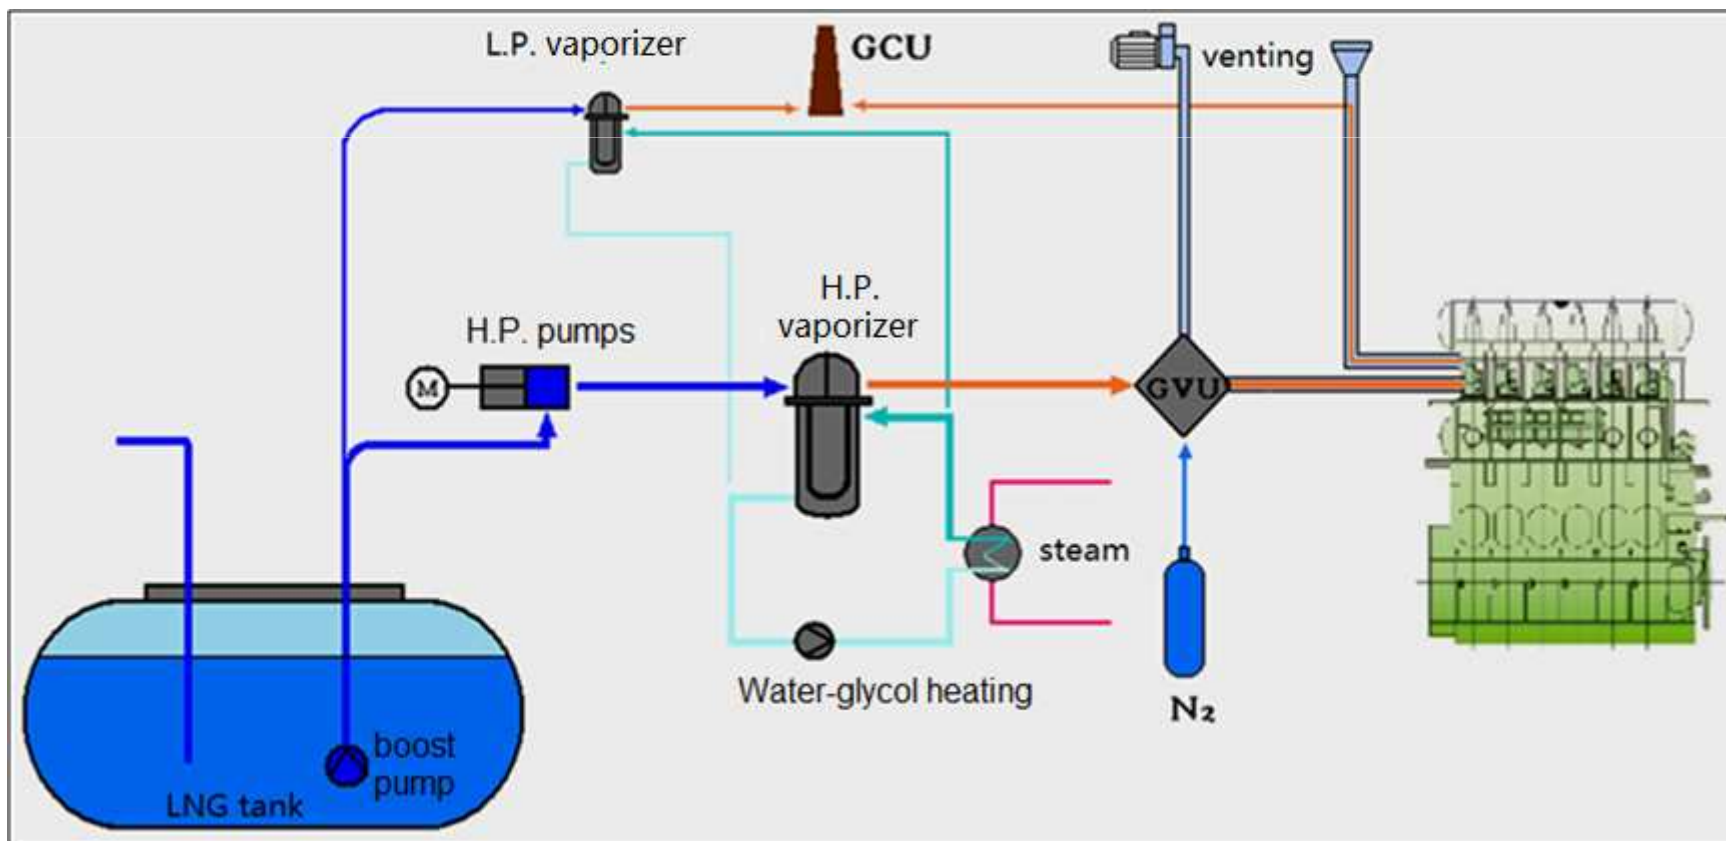 L.P. vaporizer
GCU
venting
H.P.
vaporizer
H.P. pumps
M
GVU
steam
boost
pump
LNG tank
Water-glycol heating
N₂